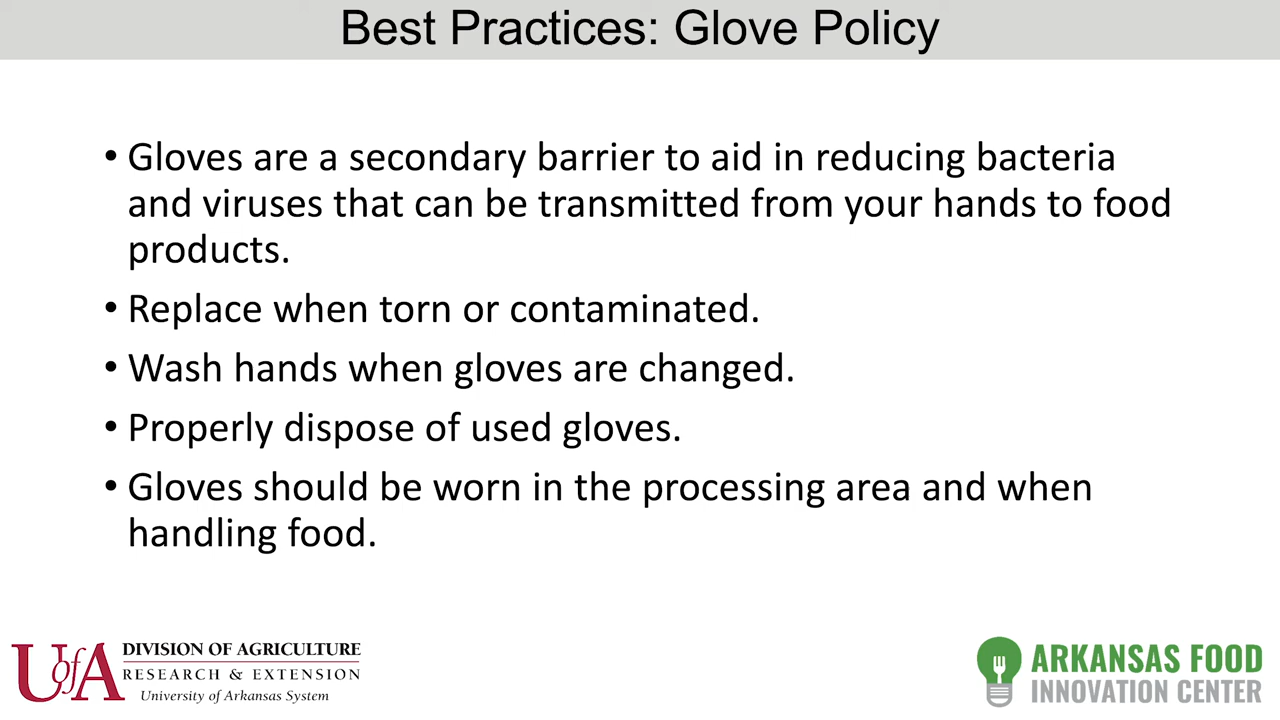 Best Practices: Glove Policy
• Gloves are a secondary barrier to aid in reducing bacteria
and viruses that can be transmitted from your hands to food
products.
• Replace when torn or contaminated.
• Wash hands when gloves are changed.
• Properly dispose of used gloves.
• Gloves should be worn in the processing area and when
handling food.
UofA
DIVISION OF AGRICULTURE
RESEARCH & EXTENSION
University of Arkansas System
ARKANSAS FOOD
INNOVATION CENTER